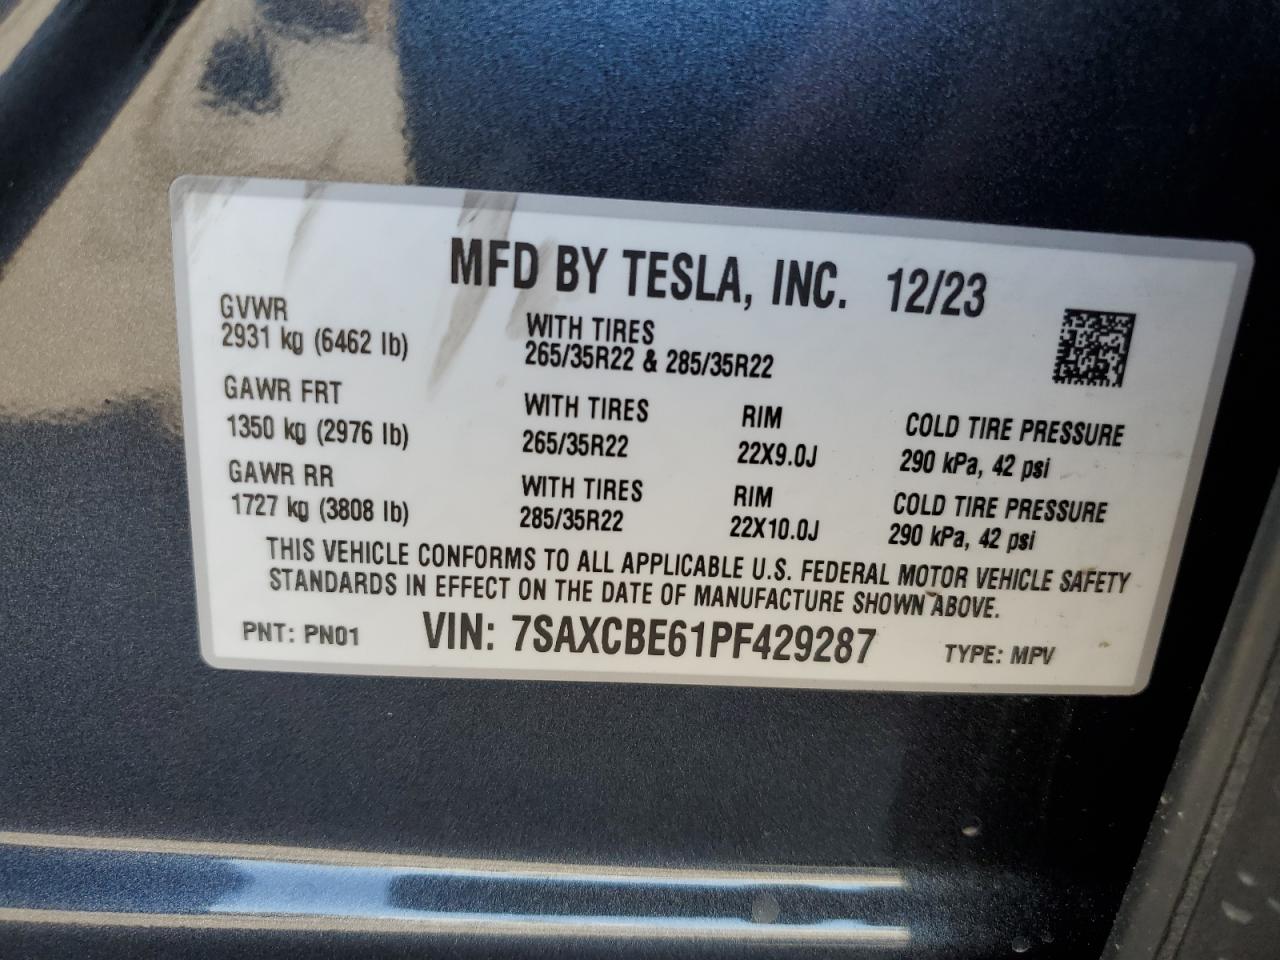 MFD BY TESLA, INC. 12/23
GVWR
2931 kg (6462 lb)
WITH TIRES
265/35R22 & 285/35R22
GAWR FRT
1350 kg (2976 lb)
WITH TIRES
265/35R22
RIM
22X9.0J
COLD TIRE PRESSURE
290 kPa, 42 psi
GAWR RR
1727 kg (3808 lb)
WITH TIRES
285/35R22
RIM
22X10.0J
COLD TIRE PRESSURE
290 kPa, 42 psi
THIS VEHICLE CONFORMS TO ALL APPLICABLE U.S. FEDERAL MOTOR VEHICLE SAFETY
STANDARDS IN EFFECT ON THE DATE OF MANUFACTURE SHOWN ABOVE.
PNT: PN01 VIN: 7SAXCBE61PF429287 TYPE: MPV